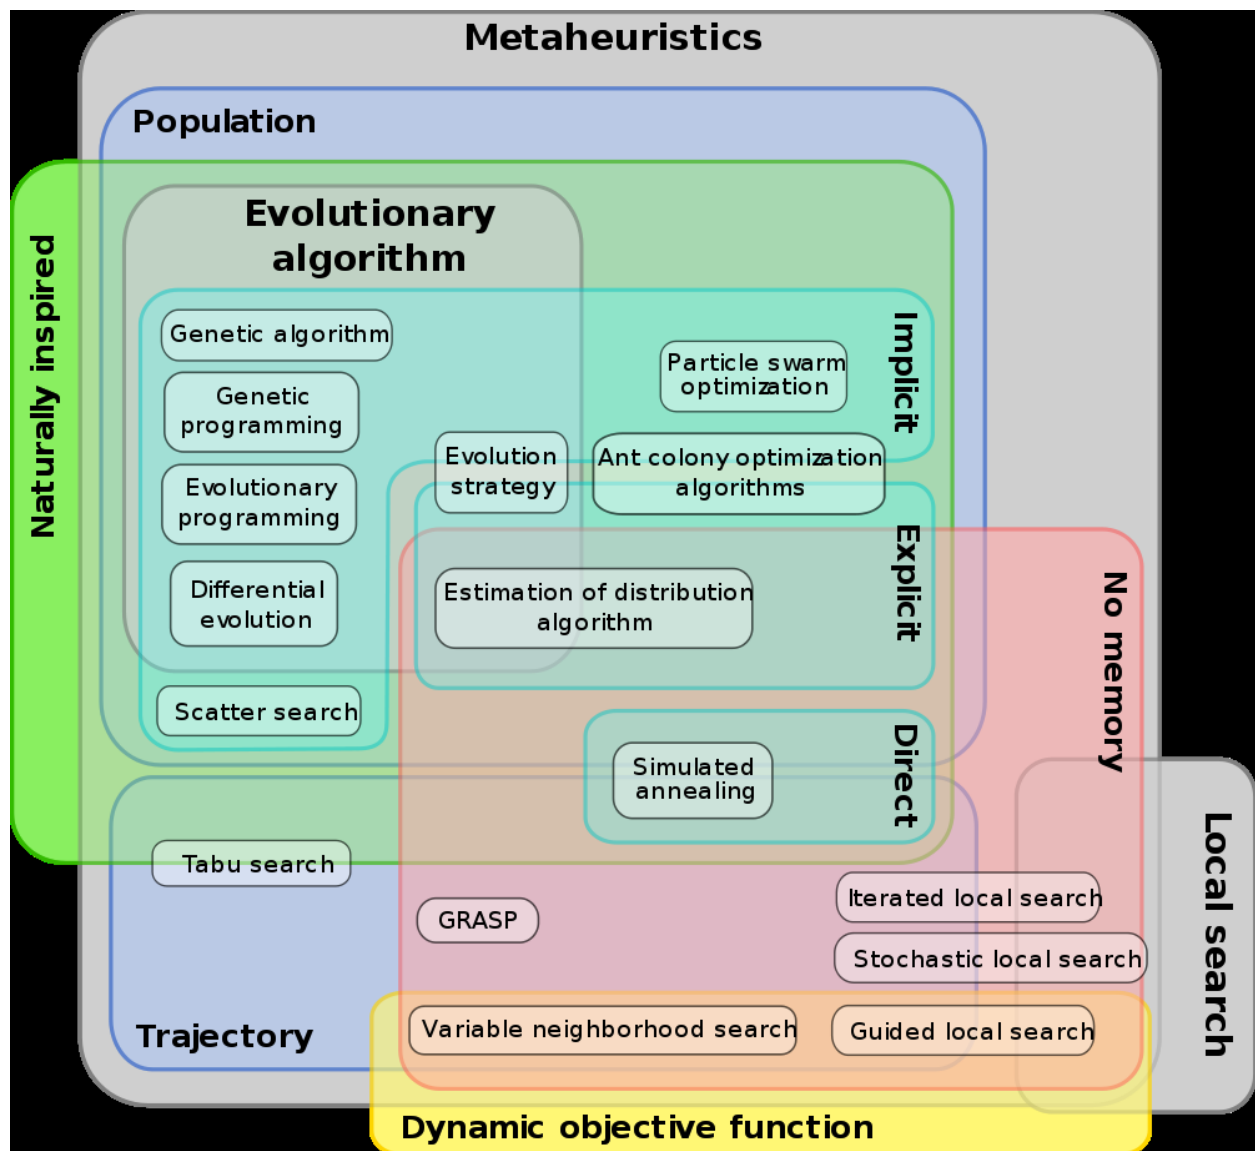 Metaheuristics
Population
Naturally inspired
Evolutionary
algorithm
Implicit
Genetic algorithm
Particle swarm
optimization
Genetic
programming
Evolution
strategy
Ant colony optimization
algorithms
Evolutionary
programming
Explicit
Differential
evolution
Estimation of distribution
algorithm
No memory
Scatter search
Direct
Simulated
annealing
Local search
Tabu search
GRASP
Iterated local search
Stochastic local search
Trajectory
Variable neighborhood search
Guided local search
Dynamic objective function